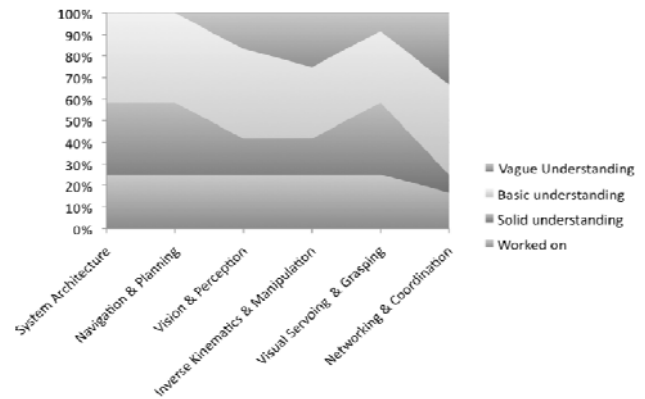 100%
90%
80%
70%
60%
50%
40%
30%
20%
10%
0%
System Architecture
Navigation & Planning
Vision & Perception
Inverse Kinematics & Manipulation
Visual Servoing & Grasping
Networking & Coordination
Vague Understanding
Basic understanding
Solid understanding
Worked on